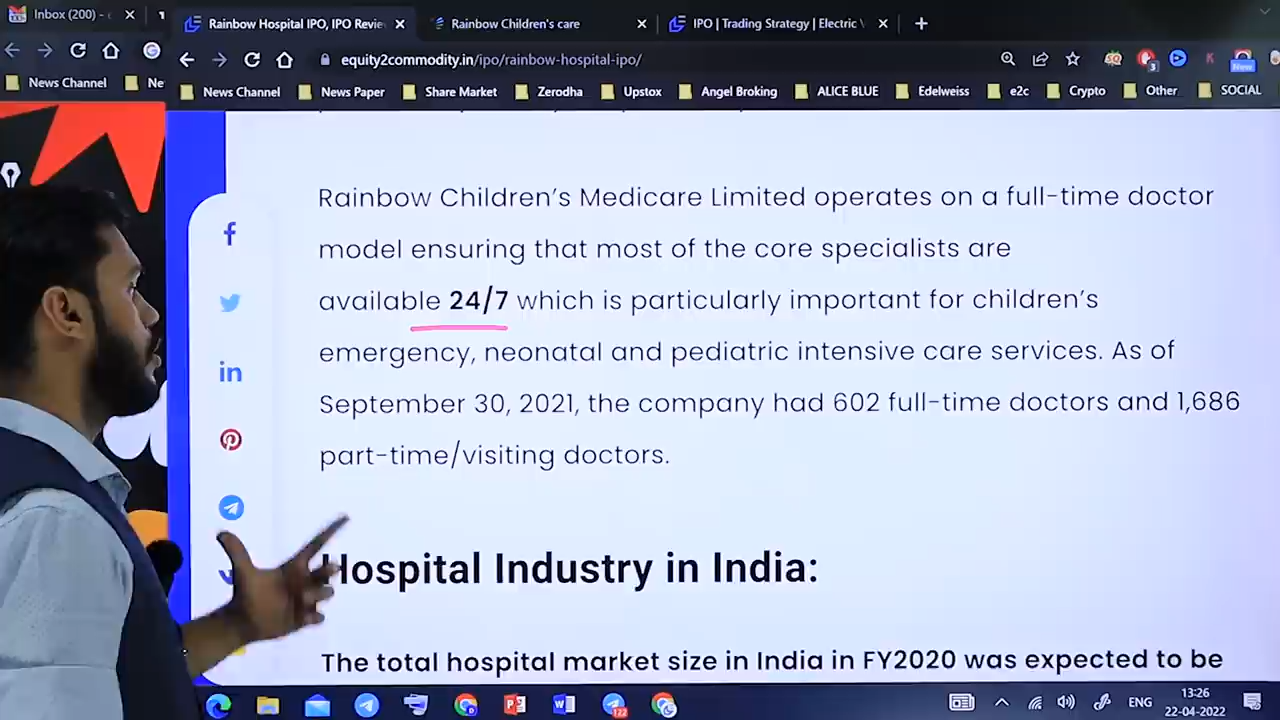 Inbox (200) -
Rainbow Hospital IPO, IPO Revie
Rainbow Children's care
IPO | Trading Strategy | Electric V
equity2commodity.in/ipo/rainbow-hospital-ipo/
New
News Channel
Ne
News Channel
News Paper
Share Market
Zerodha
Upstox
Angel Broking
ALICE BLUE
Edelweiss
e2c
Crypto
Other
SOCIAL
Rainbow Children's Medicare Limited operates on a full-time doctor
model ensuring that most of the core specialists are
available 24/7 which is particularly important for children's
emergency, neonatal and pediatric intensive care services. As of
September 30, 2021, the company had 602 full-time doctors and 1,686
part-time/visiting doctors.
Hospital Industry in India:
The total hospital market size in India in FY2020 was expected to be
122
ENG
13:26
22-04-2022